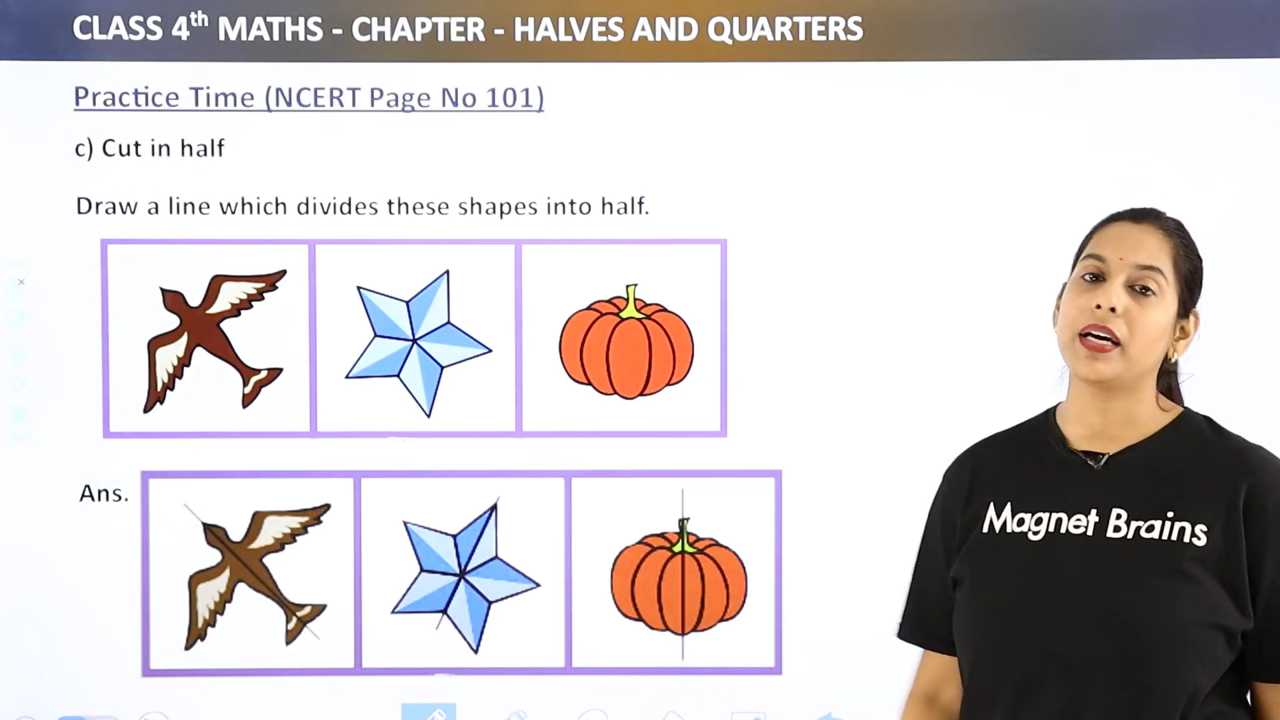 CLASS 4th MATHS - CHAPTER - HALVES AND QUARTERS
Practice Time (NCERT Page No 101)
c) Cut in half
Draw a line which divides these shapes into half.
Ans.
Magnet Brains